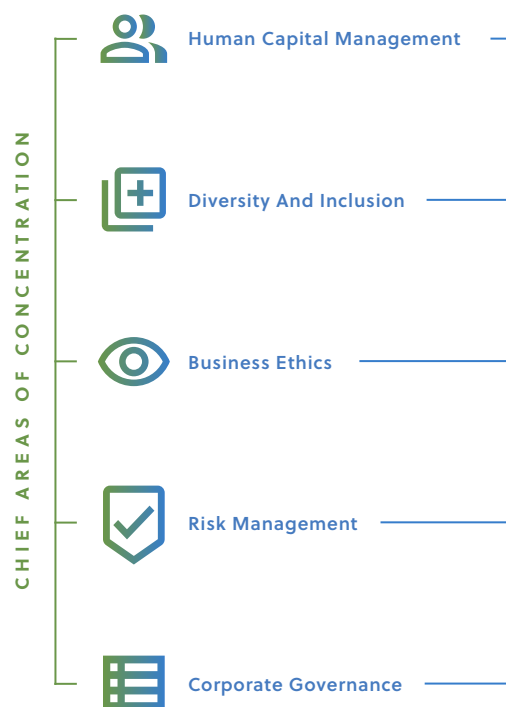 CHIEF AREAS OF CONCENTRATION
Human Capital Management
Diversity And Inclusion
Business Ethics
Risk Management
Corporate Governance